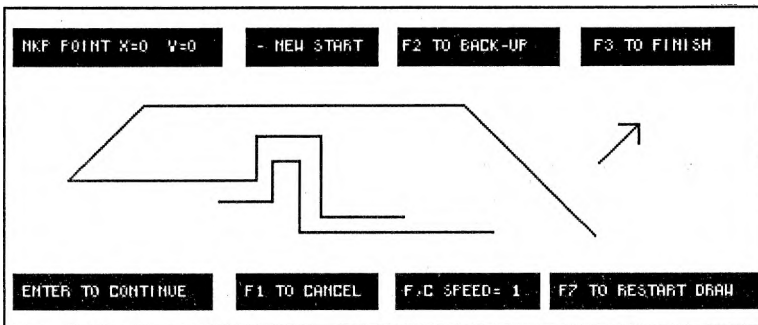 NKP POINT X=0 Y=0
- NEW START
F2 TO BACK-UP
F3 TO FINISH
ENTER TO CONTINUE
F1 TO CANCEL
F,C SPEED= 1
F7 TO RESTART DRAW